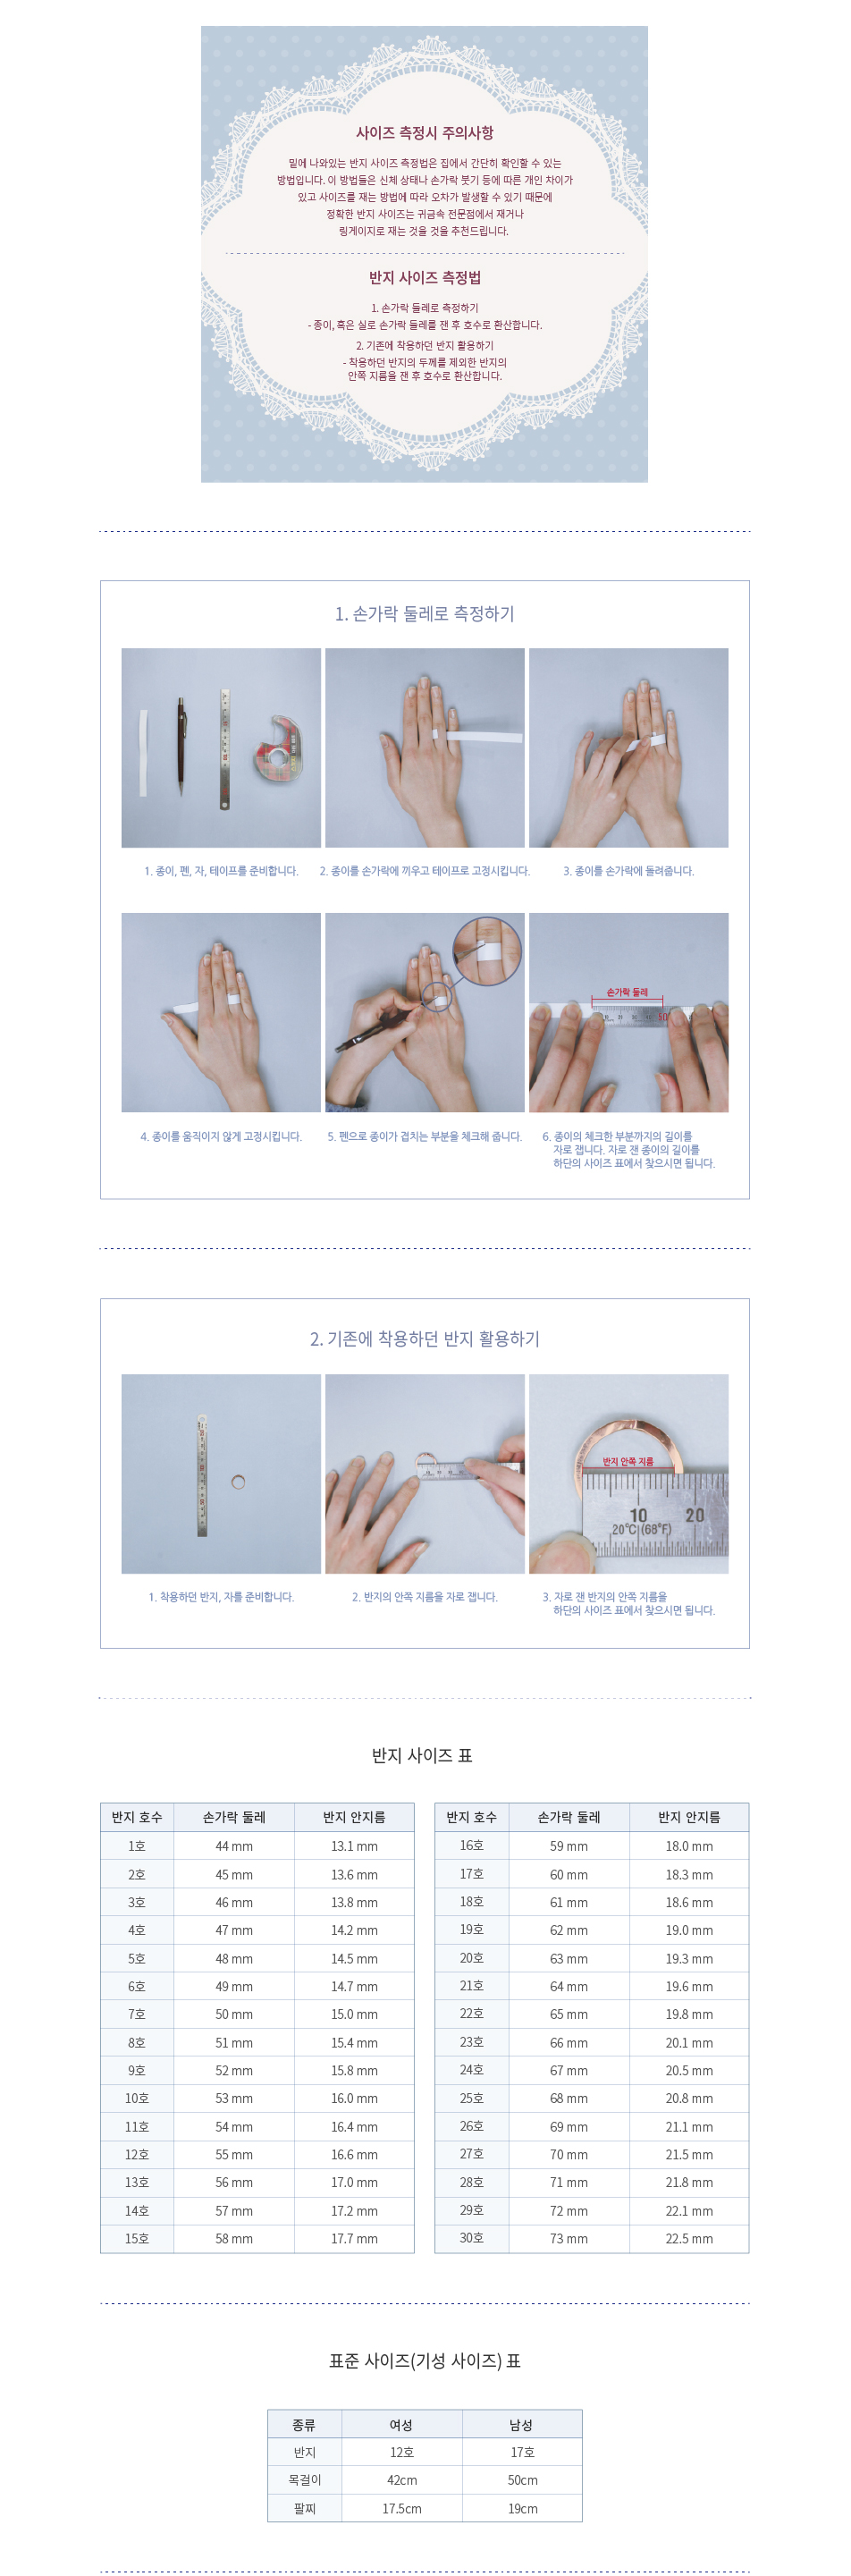 사이즈 측정시 주의사항
밑에 나와있는 반지 사이즈 측정법은 집에서 간단히 확인할 수 있는
방법입니다. 이 방법들은 신체 상태나 손가락 붓기 등에 따른 개인 차이가
있고 사이즈를 재는 방법에 따라 오차가 발생할 수 있기 때문에
정확한 반지 사이즈는 귀금속 전문점에서 재거나
링게이지로 재는 것을 것을 추천드립니다.
반지 사이즈 측정법
1. 손가락 둘레로 측정하기
- 종이, 혹은 실로 손가락 둘레를 잰 후 호수로 환산합니다.
2. 기존에 착용하던 반지 활용하기
- 착용하던 반지의 두께를 제외한 반지의
안쪽 지름을 잰 후 호수로 환산합니다.
1. 손가락 둘레로 측정하기
1. 종이, 펜, 자, 테이프를 준비합니다.
2. 종이를 손가락에 끼우고 테이프로 고정시킵니다.
3. 종이를 손가락에 돌려줍니다.
손가락 둘레
50
4. 종이를 움직이지 않게 고정시킵니다.
5. 펜으로 종이가 겹치는 부분을 체크해 줍니다.
6. 종이의 체크한 부분까지의 길이를
자로 잽니다. 자로 잰 종이의 길이를
하단의 사이즈 표에서 찾으시면 됩니다.
2. 기존에 착용하던 반지 활용하기
반지 안쪽 지름
10 20
20°C (68°F)
1. 착용하던 반지, 자를 준비합니다.
2. 반지의 안쪽 지름을 자로 잽니다.
3. 자로 잰 반지의 안쪽 지름을
하단의 사이즈 표에서 찾으시면 됩니다.
반지 사이즈 표
반지 호수 손가락 둘레 반지 안지름
1호 44 mm 13.1 mm
2호 45 mm 13.6 mm
3호 46 mm 13.8 mm
4호 47 mm 14.2 mm
5호 48 mm 14.5 mm
6호 49 mm 14.7 mm
7호 50 mm 15.0 mm
8호 51 mm 15.4 mm
9호 52 mm 15.8 mm
10호 53 mm 16.0 mm
11호 54 mm 16.4 mm
12호 55 mm 16.6 mm
13호 56 mm 17.0 mm
14호 57 mm 17.2 mm
15호 58 mm 17.7 mm
반지 호수 손가락 둘레 반지 안지름
16호 59 mm 18.0 mm
17호 60 mm 18.3 mm
18호 61 mm 18.6 mm
19호 62 mm 19.0 mm
20호 63 mm 19.3 mm
21호 64 mm 19.6 mm
22호 65 mm 19.8 mm
23호 66 mm 20.1 mm
24호 67 mm 20.5 mm
25호 68 mm 20.8 mm
26호 69 mm 21.1 mm
27호 70 mm 21.5 mm
28호 71 mm 21.8 mm
29호 72 mm 22.1 mm
30호 73 mm 22.5 mm
표준 사이즈(기성 사이즈) 표
종류 여성 남성
반지 12호 17호
목걸이 42cm 50cm
팔찌 17.5cm 19cm